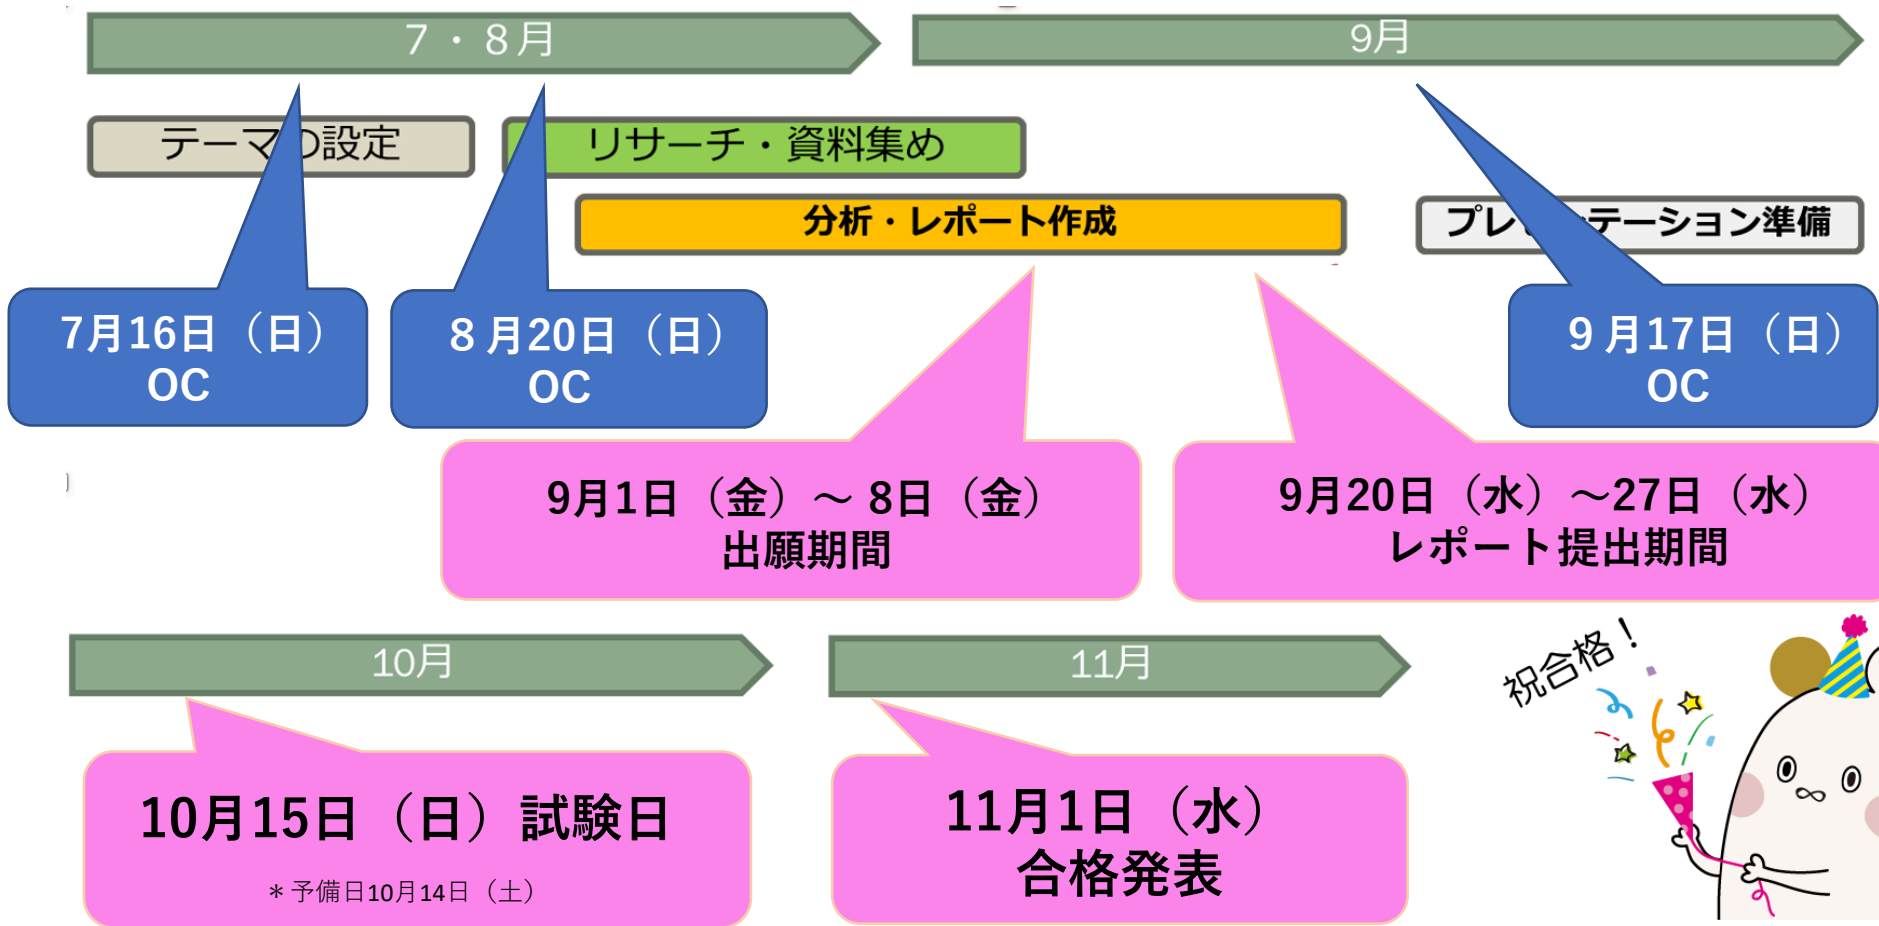 7・8月
9月
テーマの設定
リサーチ・資料集め
分析・レポート作成
プレ テーション準備
7月16日（日）
OC
８月20日（日）
OC
９月17日（日）
OC
9月1日（金）～ 8日（金）
出願期間
9月20日（水）～27日（水）
レポート提出期間
10月
11月
祝合格！
10月15日（日）試験日
＊予備日10月14日（土）
11月1日（水）
合格発表